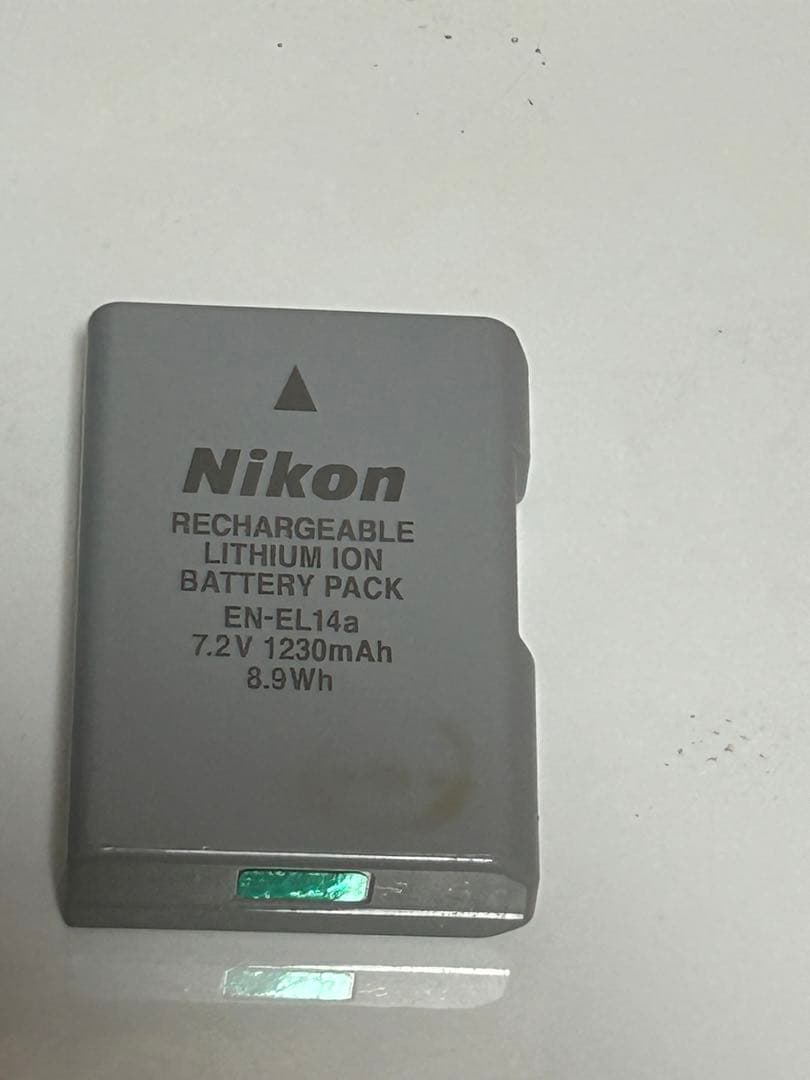 Nikon
RECHARGEABLE
LITHIUM ION
BATTERY PACK
EN-EL14a
7.2V 1230mAh
8.9Wh